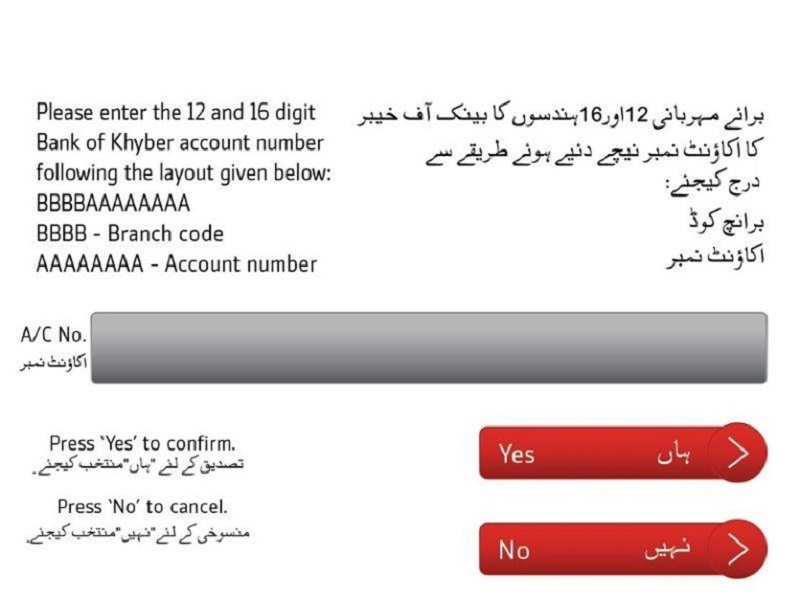 Please enter the 12 and 16 digit
Bank of Khyber account number
following the layout given below:
BBBBAAAAAAAA
BBBB - Branch code
AAAAAAAA - Account number
برائے مہربانی 12اور16ہندسوں کا بینک آف خیبر
کا اکاؤنٹ نمبر نیچے دئیے ہوئے طریقے سے
درج کیجئے:
برانچ کوڈ
اکاؤنٹ نمبر
A/C No.
اکاؤنٹ نمبر
Press ‘Yes’ to confirm.
تصدیق کے لئے "ہاں" منتخب کیجئے۔
Yes ہاں
Press ‘No’ to cancel.
منسوخی کے لئے "نہیں" منتخب کیجئے۔
No نہیں